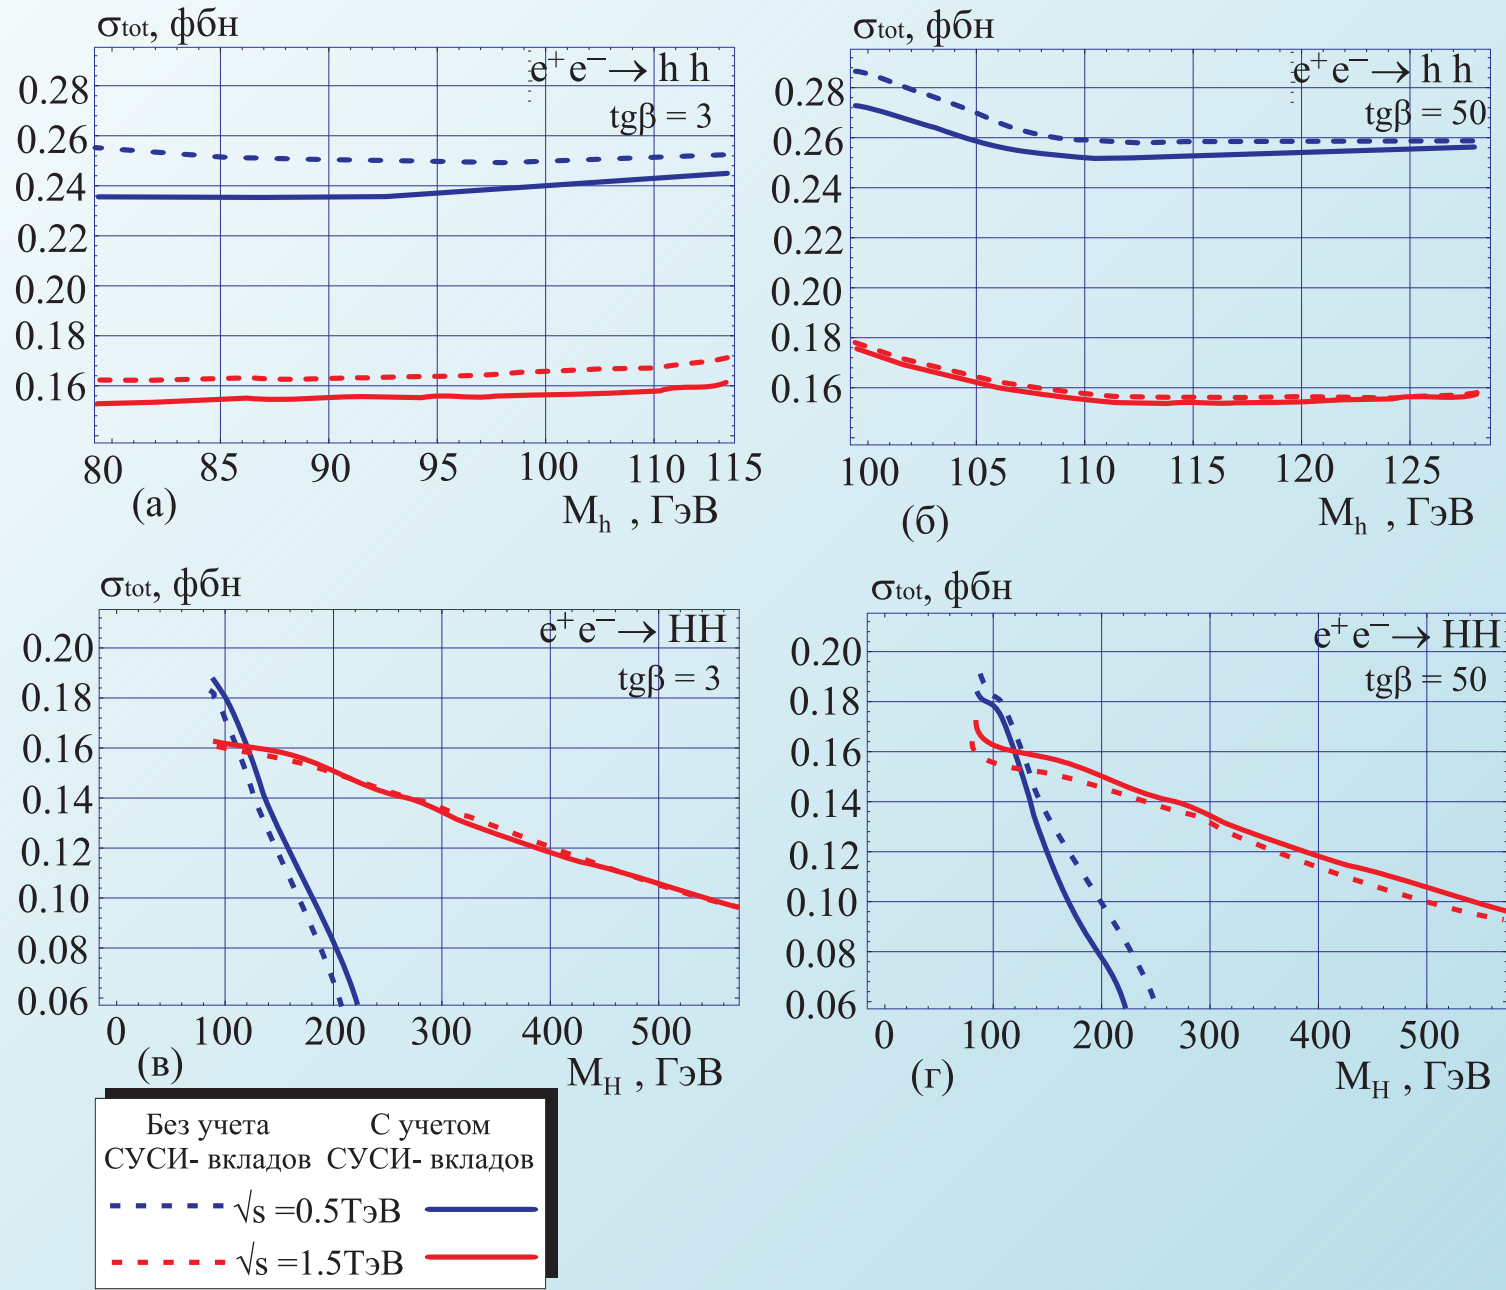 σtot, фбн
e⁺e⁻→ h h
tgβ = 3
0.28
0.26
0.24
0.22
0.20
0.18
0.16
80 85 90 95 100 110 115
(а)
Mh , ГэВ
σtot, фбн
e⁺e⁻→ h h
tgβ = 50
0.28
0.26
0.24
0.22
0.20
0.18
0.16
100 105 110 115 120 125
(б)
Mh , ГэВ
σtot, фбн
e⁺e⁻→ HH
tgβ = 3
0.20
0.18
0.16
0.14
0.12
0.10
0.08
0.06
0 100 200 300 400 500
(в)
MH , ГэВ
σtot, фбн
e⁺e⁻→ HH
tgβ = 50
0.20
0.18
0.16
0.14
0.12
0.10
0.08
0.06
0 100 200 300 400 500
(г)
MH , ГэВ
Без учета С учетом
СУСИ- вкладов СУСИ- вкладов
√s =0.5ТэВ
√s =1.5ТэВ